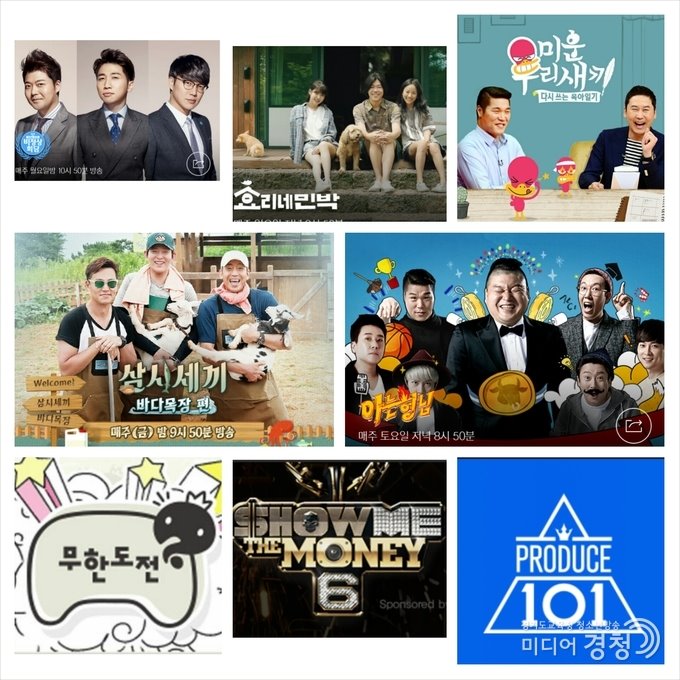 비정상
회담
매주 월요일밤 10시 50분 방송
효리네민박
미운
우리새끼
다시 쓰는 육아일기
Welcome!
삼시세끼
바다목장
삼시세끼
바다목장 편
매주 (금) 밤 9시 50분 방송
아는형님
매주 토요일 저녁 8시 50분
무한도전
SHOW ME
THE MONEY
6
Sponsored by
PRODUCE
101
미디어 경청